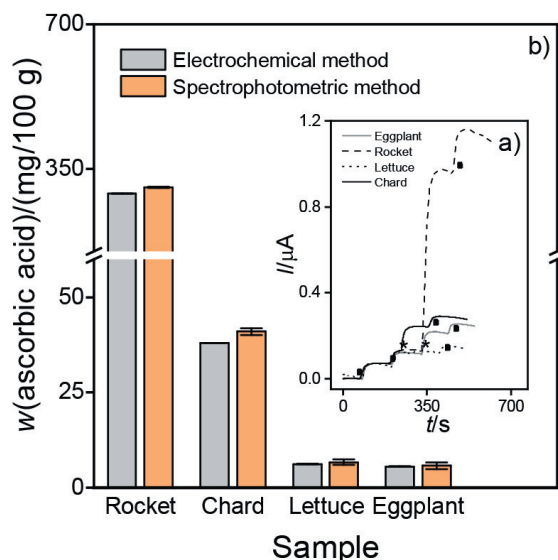 700
350
50
25
0
w(ascorbic acid)/(mg/100 g)
Electrochemical method
Spectrophotometric method
b)
a)
Eggplant
Rocket
Lettuce
Chard
1.2
0.8
0.4
0.0
I/μA
*
*
0
350
700
t/s
Rocket
Chard
Lettuce
Eggplant
Sample